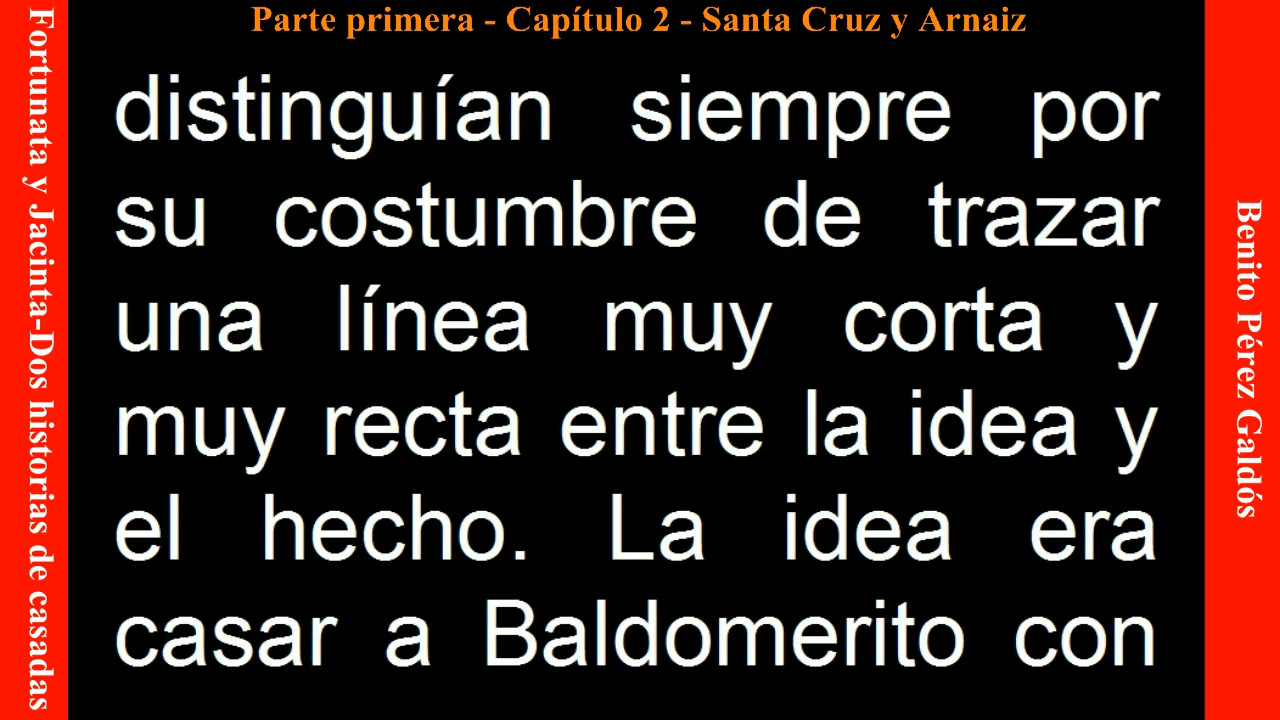 Parte primera - Capítulo 2 - Santa Cruz y Arnaiz
Fortunata y Jacinta-Dos historias de casadas
distinguían siempre por
su costumbre de trazar
una línea muy corta y
muy recta entre la idea y
el hecho. La idea era
casar a Baldomerito con
Benito Pérez Galdós